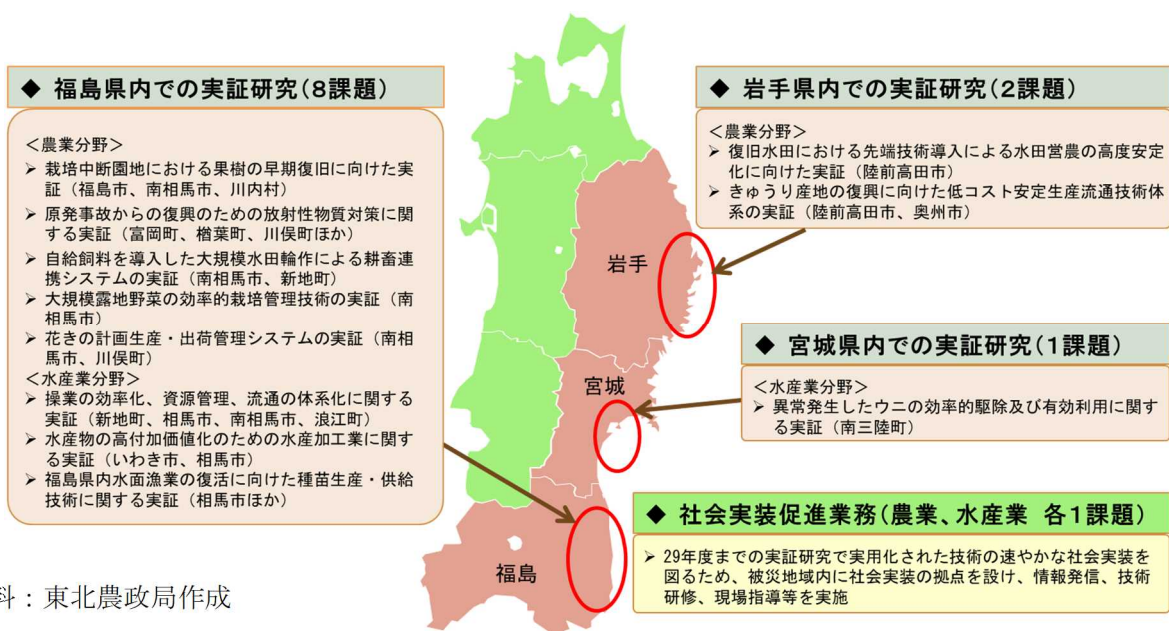 ◆ 福島県内での実証研究(8課題)
<農業分野>
➢ 栽培中断園地における果樹の早期復旧に向けた実
証（福島市、南相馬市、川内村）
➢ 原発事故からの復興のための放射性物質対策に関
する実証（富岡町、楢葉町、川俣町ほか）
➢ 自給飼料を導入した大規模水田輪作による耕畜連
携システムの実証（南相馬市、新地町）
➢ 大規模露地野菜の効率的栽培管理技術の実証（南
相馬市）
➢ 花きの計画生産・出荷管理システムの実証（南相
馬市、川俣町）
<水産業分野>
➢ 操業の効率化、資源管理、流通の体系化に関する
実証（新地町、相馬市、南相馬市、浪江町）
➢ 水産物の高付加価値化のための水産加工業に関す
る実証（いわき市、相馬市）
➢ 福島県内水面漁業の復活に向けた種苗生産・供給
技術に関する実証（相馬市ほか）
◆ 岩手県内での実証研究(2課題)
<農業分野>
➢ 復旧水田における先端技術導入による水田営農の高度安定
化に向けた実証（陸前高田市）
➢ きゅうり産地の復興に向けた低コスト安定生産流通技術体
系の実証（陸前高田市、奥州市）
岩手
◆ 宮城県内での実証研究(1課題)
<水産業分野>
➢ 異常発生したウニの効率的駆除及び有効利用に関す
る実証（南三陸町）
宮城
◆ 社会実装促進業務(農業、水産業 各1課題)
➢ 29年度までの実証研究で実用化された技術の速やかな社会実装を
図るため、被災地域内に社会実装の拠点を設け、情報発信、技術
研修、現場指導等を実施
福島
料：東北農政局作成